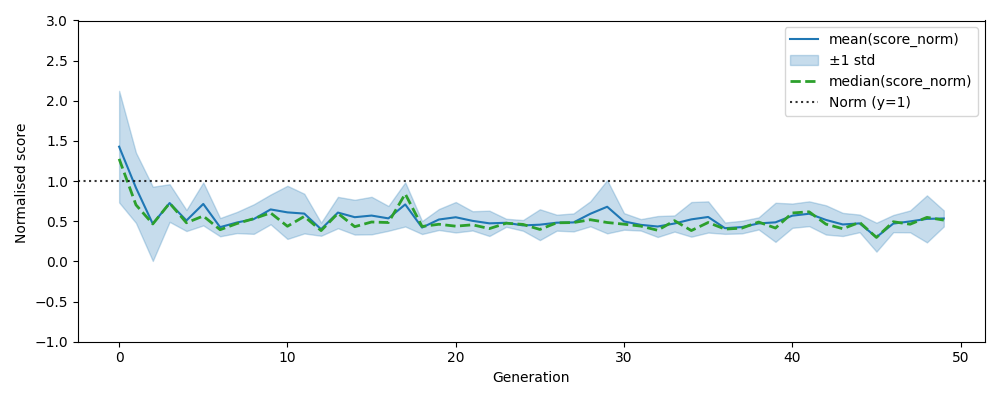 3.0
2.5
2.0
1.5
1.0
0.5
0.0
−0.5
−1.0
Normalised score
mean(score_norm)
±1 std
median(score_norm)
Norm (y=1)
0
10
20
30
40
50
Generation